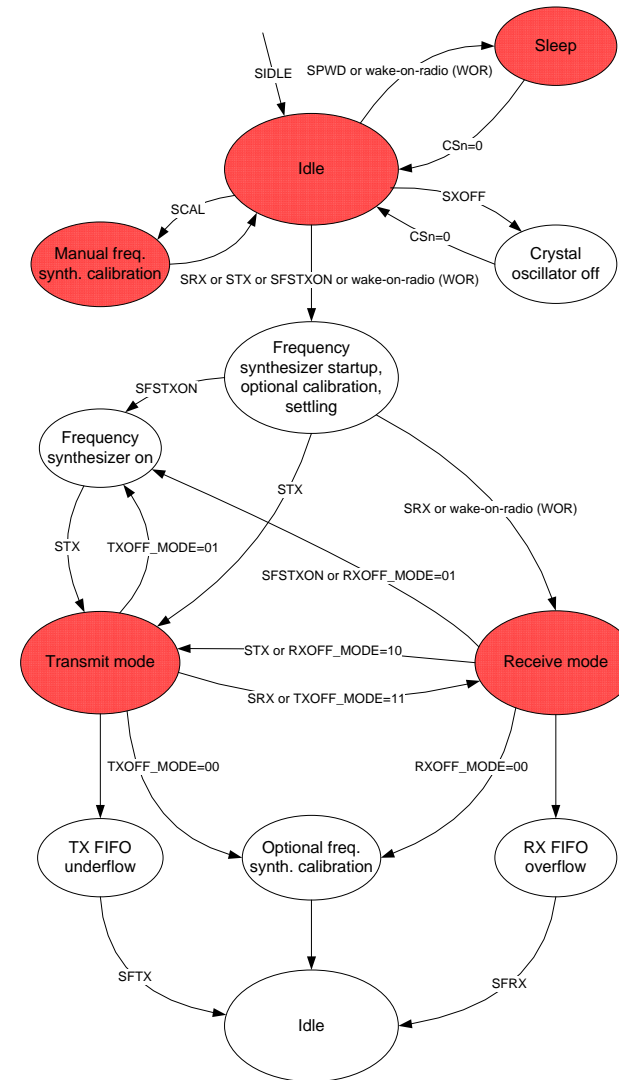 Sleep
SIDLE
SPWD or wake-on-radio (WOR)
CSn=0
Idle
SXOFF
SCAL
CSn=0
Manual freq.
synth. calibration
Crystal
oscillator off
SRX or STX or SFSTXON or wake-on-radio (WOR)
Frequency
synthesizer startup,
optional calibration,
settling
SFSTXON
Frequency
synthesizer on
STX
SRX or wake-on-radio (WOR)
STX
TXOFF_MODE=01
SFSTXON or RXOFF_MODE=01
Transmit mode
STX or RXOFF_MODE=10
Receive mode
SRX or TXOFF_MODE=11
TXOFF_MODE=00
RXOFF_MODE=00
TX FIFO
underflow
Optional freq.
synth. calibration
RX FIFO
overflow
SFTX
SFRX
Idle